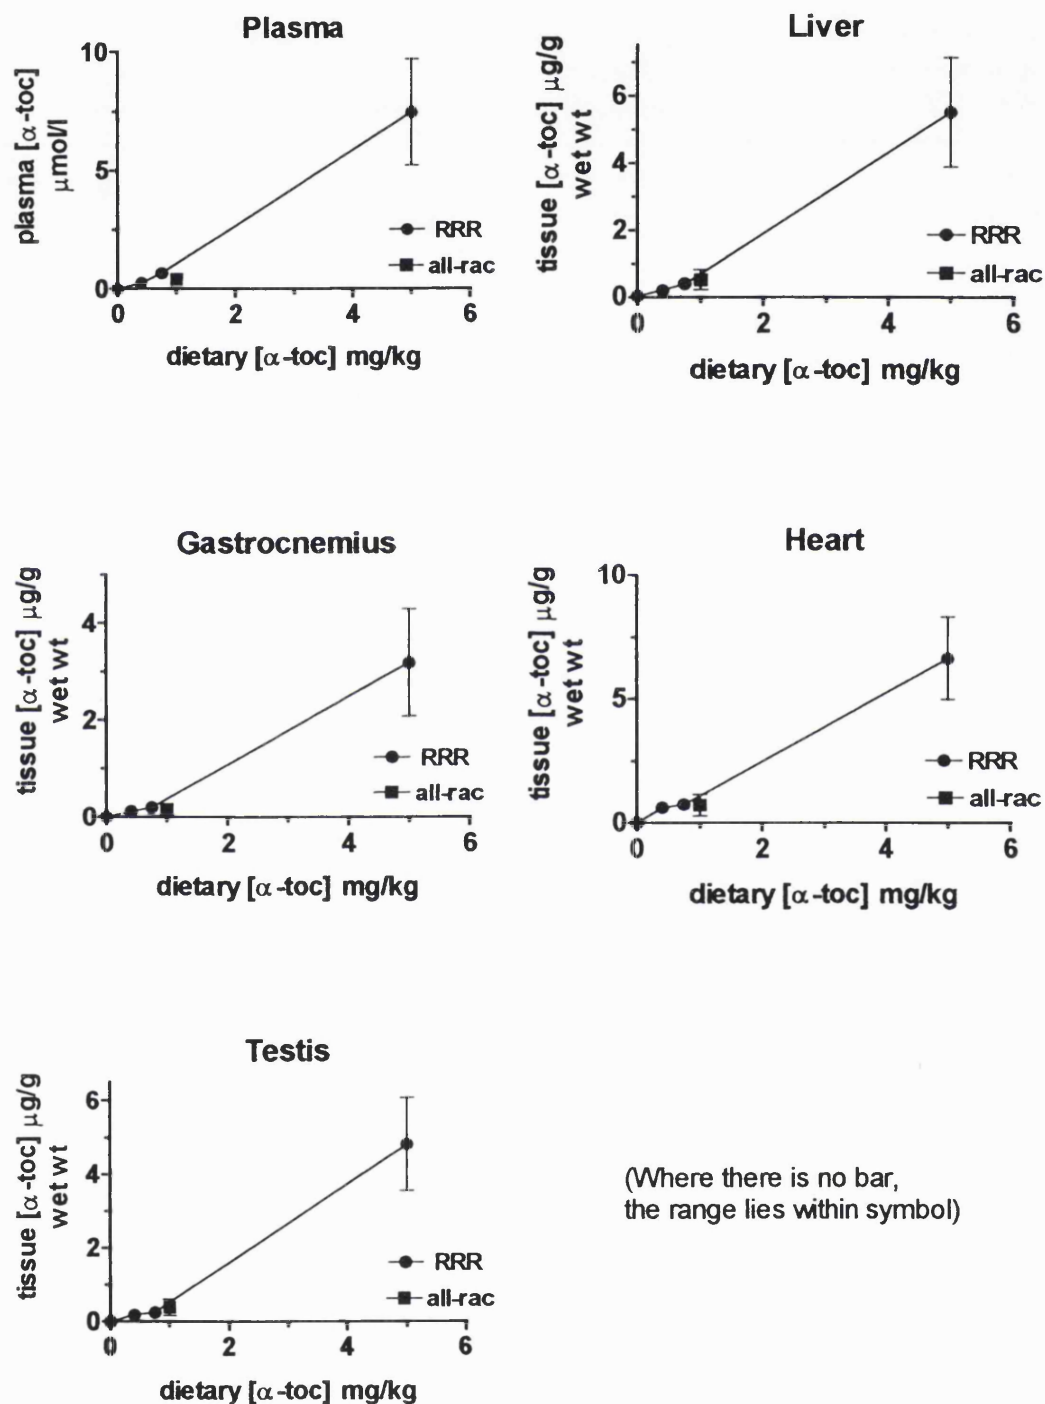 Plasma
plasma [α-toc]
μmol/l
10
5
0
0 2 4 6
RRR
all-rac
dietary [α-toc] mg/kg
Liver
tissue [α-toc] μg/g
wet wt
6
4
2
0
0 2 4 6
RRR
all-rac
dietary [α-toc] mg/kg
Gastrocnemius
tissue [α-toc] μg/g
wet wt
4
2
0
0 2 4 6
RRR
all-rac
dietary [α-toc] mg/kg
Heart
tissue [α-toc] μg/g
wet wt
10
5
0
0 2 4 6
RRR
all-rac
dietary [α-toc] mg/kg
Testis
tissue [α-toc] μg/g
wet wt
6
4
2
0
0 2 4 6
RRR
all-rac
dietary [α-toc] mg/kg
(Where there is no bar,
the range lies within symbol)